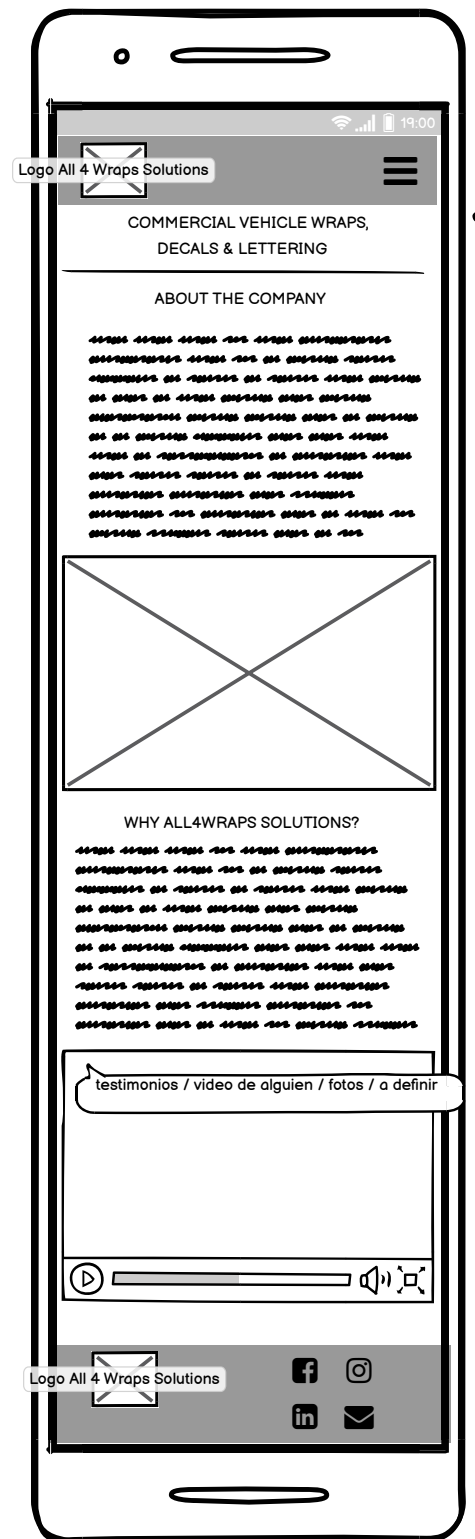 19:00
Logo All 4 Wraps Solutions
COMMERCIAL VEHICLE WRAPS,
DECALS & LETTERING
ABOUT THE COMPANY
WHY ALL4WRAPS SOLUTIONS?
testimonios / video de alguien / fotos / a definir
Logo All 4 Wraps Solutions